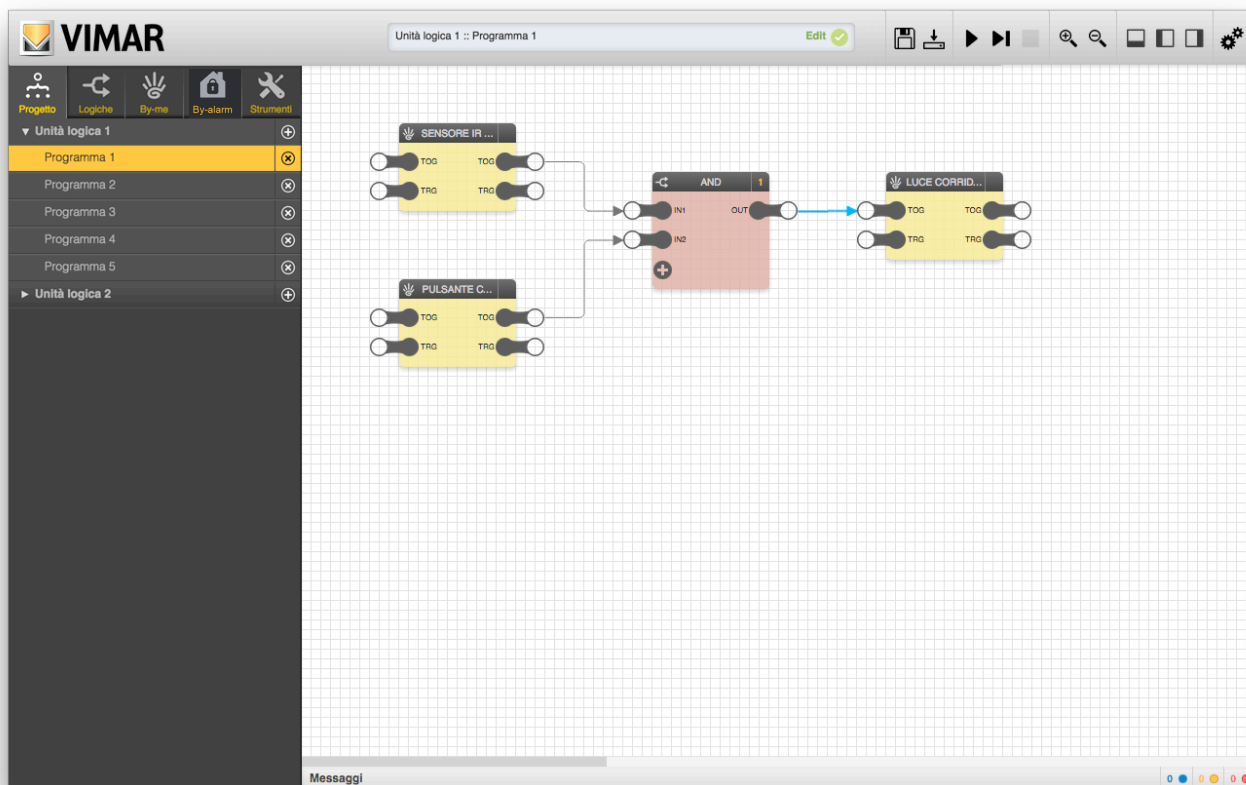 VIMAR
Unità logica 1 :: Programma 1
Edit
Progetto
Logiche
By-me
By-alarm
Strumenti
Unità logica 1
Programma 1
Programma 2
Programma 3
Programma 4
Programma 5
Unità logica 2
SENSORE IR ...
TOG TOG
TRG TRG
AND 1
IN1 OUT
IN2
LUCE CORRID...
TOG TOG
TRG TRG
PULSANTE C...
TOG TOG
TRG TRG
Messaggi
0 0 0